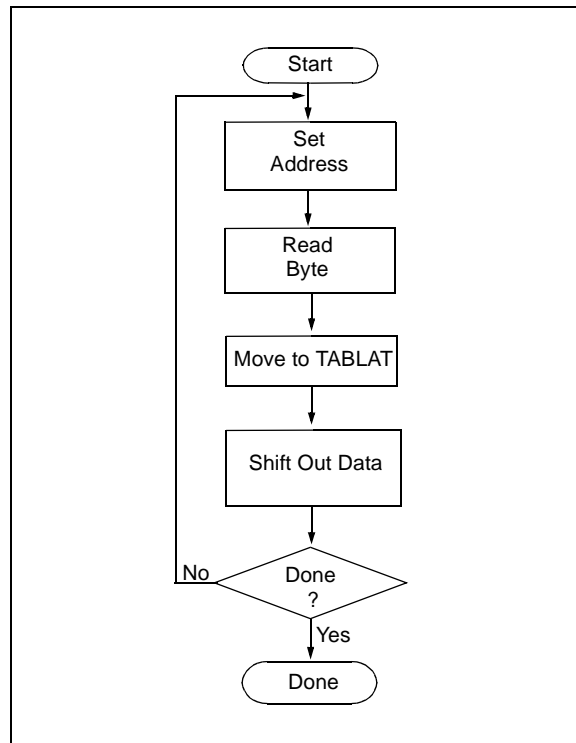 Start
Set
Address
Read
Byte
Move to TABLAT
Shift Out Data
Done
?
No
Yes
Done